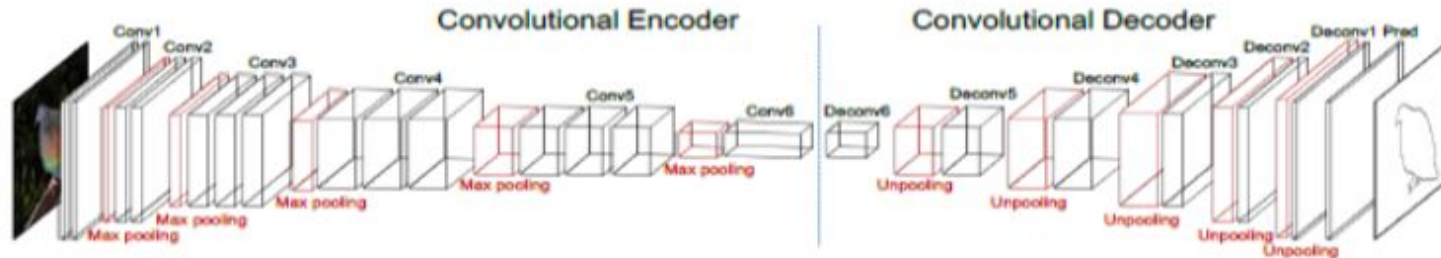 Convolutional Encoder
Convolutional Decoder
Conv1
Conv2
Conv3
Conv4
Conv5
Conv6
Deconv6
Deconv5
Deconv4
Deconv3
Deconv2
Deconv1
Pred
Max pooling
Max pooling
Max pooling
Max pooling
Max pooling
Unpooling
Unpooling
Unpooling
Unpooling
Unpooling